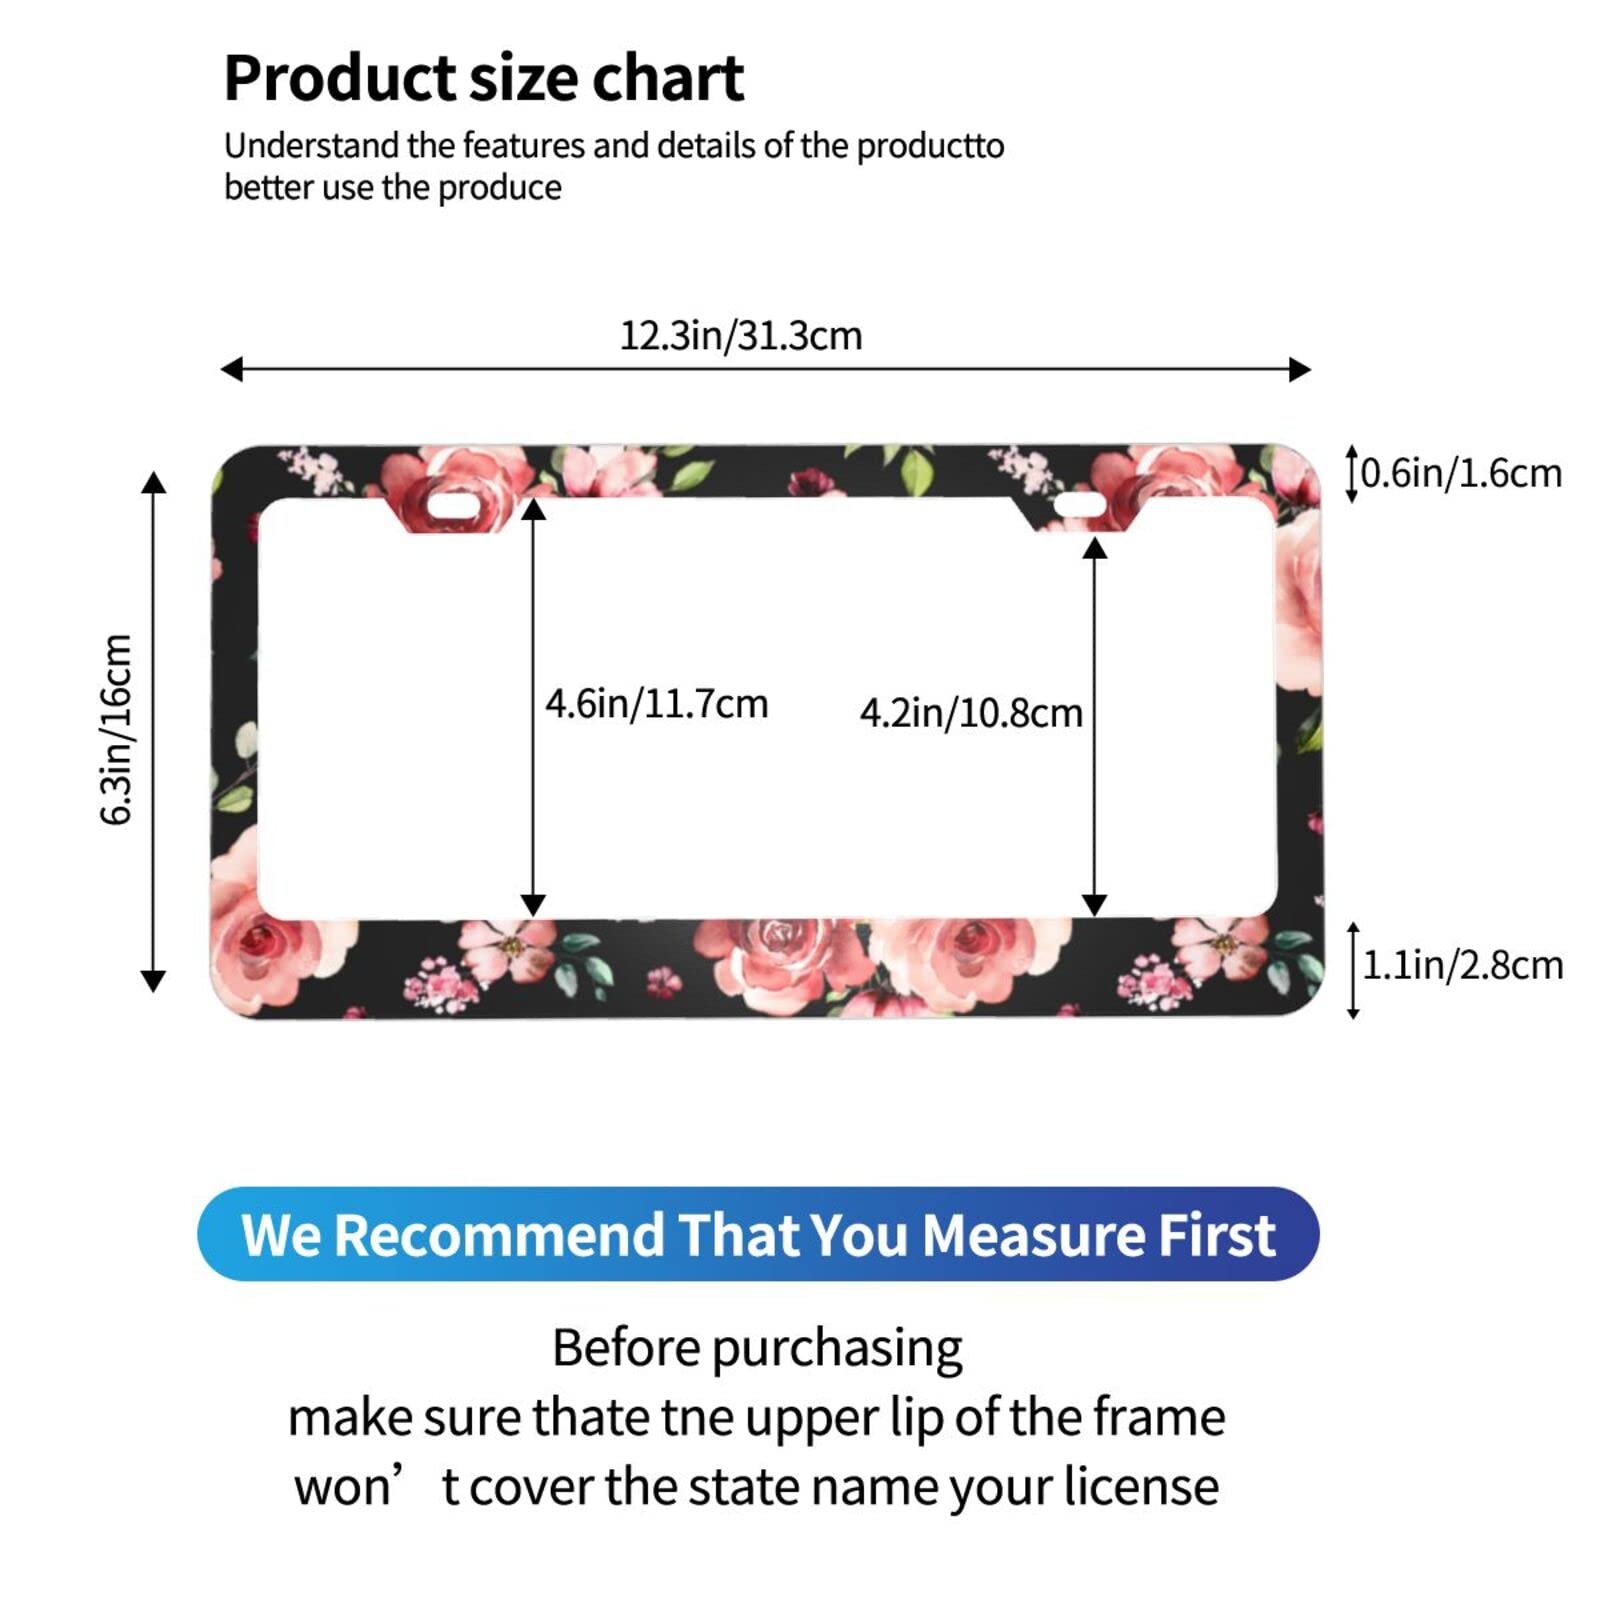 Product size chart
Understand the features and details of the productto
better use the produce
12.3in/31.3cm
0.6in/1.6cm
6.3in/16cm
4.6in/11.7cm
4.2in/10.8cm
1.1in/2.8cm
We Recommend That You Measure First
Before purchasing
make sure thate tne upper lip of the frame
won’ t cover the state name your license